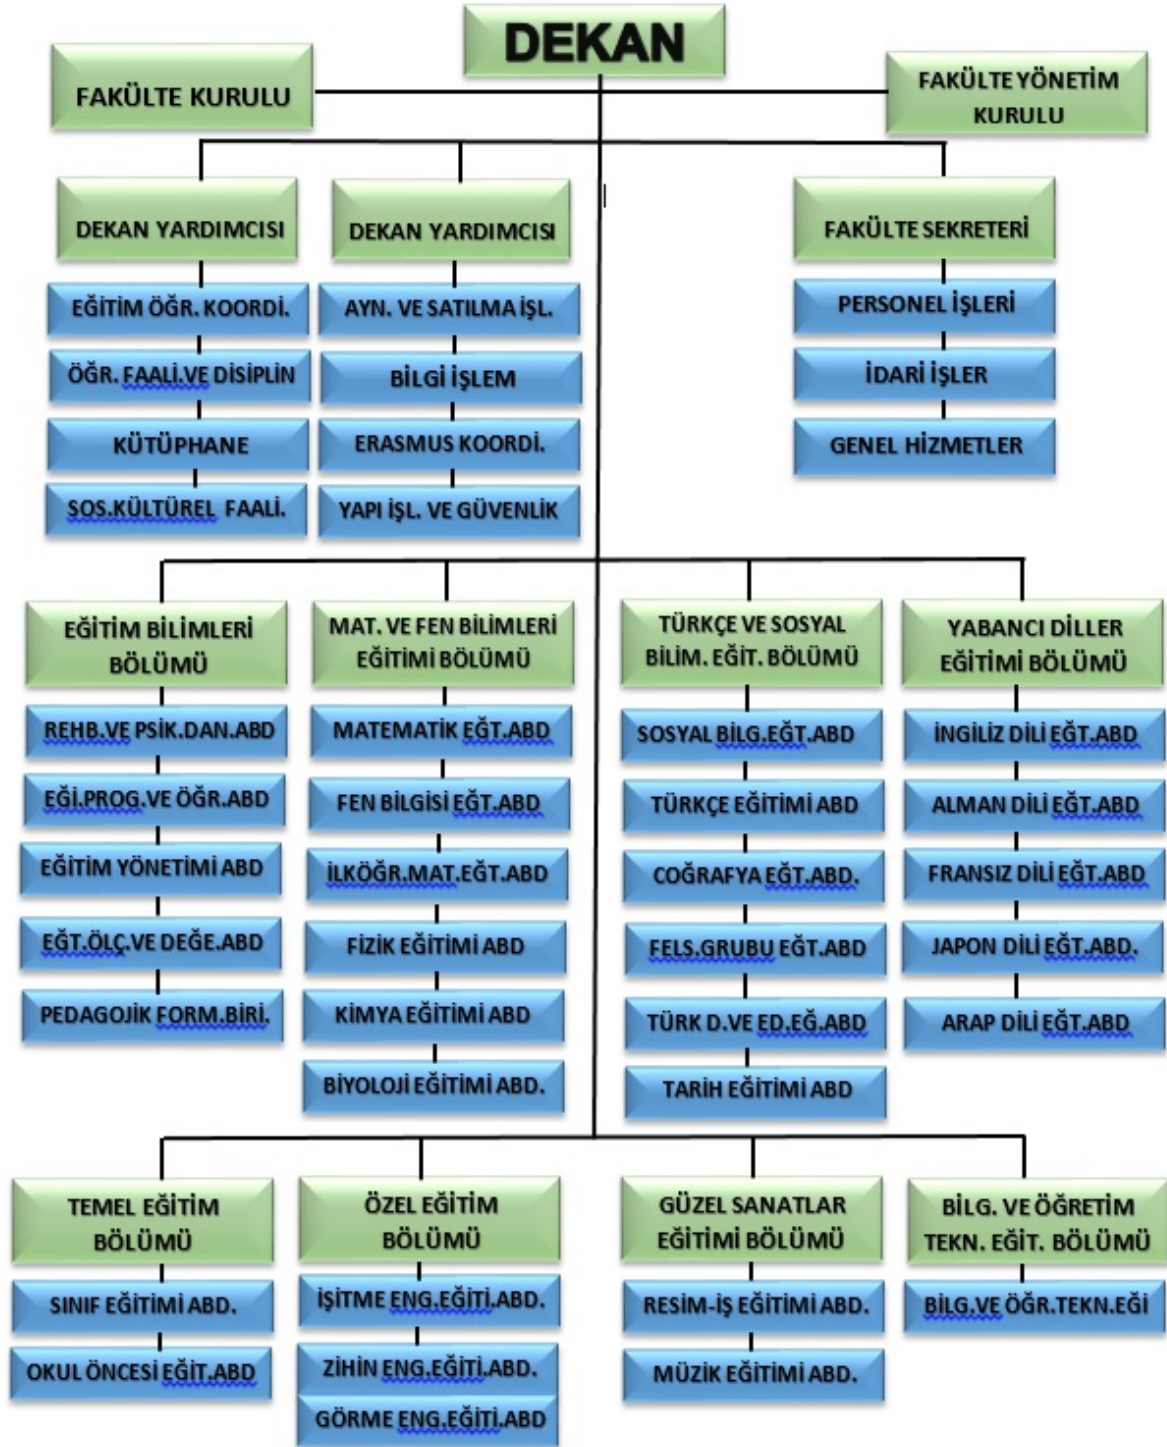 DEKAN
FAKÜLTE KURULU
FAKÜLTE YÖNETİM
KURULU
DEKAN YARDIMCISI
DEKAN YARDIMCISI
FAKÜLTE SEKRETERİ
EĞİTİM ÖĞR. KOORDİ.
AYN. VE SATILMA İŞL.
PERSONEL İŞLERİ
ÖĞR. FAALİ.VE DİSİPLİN
BİLGİ İŞLEM
İDARİ İŞLER
KÜTÜPHANE
ERASMUS KOORDİ.
GENEL HİZMETLER
SOS.KÜLTÜREL FAALİ.
YAPI İŞL. VE GÜVENLİK
EĞİTİM BİLİMLERİ
BÖLÜMÜ
MAT. VE FEN BİLİMLERİ
EĞİTİMİ BÖLÜMÜ
TÜRKÇE VE SOSYAL
BİLİM. EĞİT. BÖLÜMÜ
YABANCI DİLLER
EĞİTİMİ BÖLÜMÜ
REHB.VE PSİK.DAN.ABD
MATEMATİK EĞT.ABD
SOSYAL BİLG.EĞT.ABD
İNGİLİZ DİLİ EĞT.ABD
EĞİ.PROG.VE ÖĞR.ABD
FEN BİLGİSİ EĞT.ABD
TÜRKÇE EĞİTİMİ ABD
ALMAN DİLİ EĞT.ABD
EĞİTİM YÖNETİMİ ABD
İLKÖĞR.MAT.EĞT.ABD
COĞRAFYA EĞT.ABD.
FRANSIZ DİLİ EĞT.ABD
EĞT.ÖLÇ.VE DEĞE.ABD
FİZİK EĞİTİMİ ABD
FELS.GRUBU EĞT.ABD
JAPON DİLİ EĞT.ABD.
PEDAGOJİK FORM.BİRİ.
KİMYA EĞİTİMİ ABD
TÜRK D.VE ED.EĞ.ABD
ARAP DİLİ EĞT.ABD
BİYOLOJİ EĞİTİMİ ABD.
TARİH EĞİTİMİ ABD
TEMEL EĞİTİM
BÖLÜMÜ
ÖZEL EĞİTİM
BÖLÜMÜ
GÜZEL SANATLAR
EĞİTİMİ BÖLÜMÜ
BİLG. VE ÖĞRETİM
TEKN. EĞİT. BÖLÜMÜ
SINIF EĞİTİMİ ABD.
İŞİTME ENG.EĞİTİ.ABD.
RESİM-İŞ EĞİTİMİ ABD.
BİLG.VE ÖĞR.TEKN.EĞİ
OKUL ÖNCESİ EĞİT.ABD
ZİHİN ENG.EĞİTİ.ABD.
MÜZİK EĞİTİMİ ABD.
GÖRME ENG.EĞİTİ.ABD